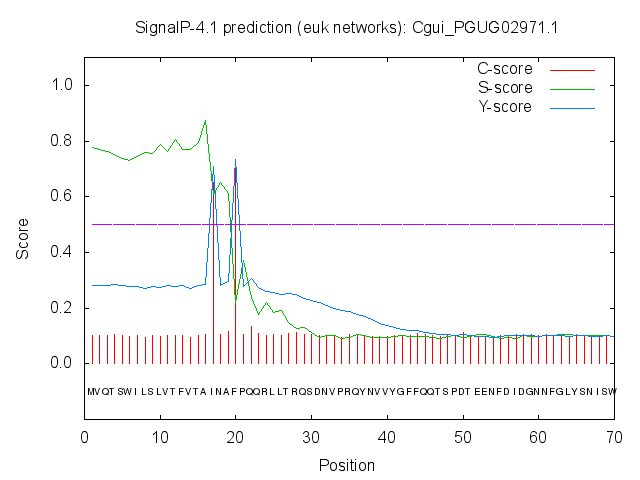 SignalP-4.1 prediction (euk networks): Cgui_PGUG02971.1
C-score
S-score
Y-score
1.0
0.8
0.6
0.4
0.2
0.0
Score
MVQTSWILSLVTFVTAINAFPQQRLLTRQSDNVPRQYNVVYGFFQQTSPDTEENFDIDGNNFGLYSNISW
0 10 20 30 40 50 60 70
Position